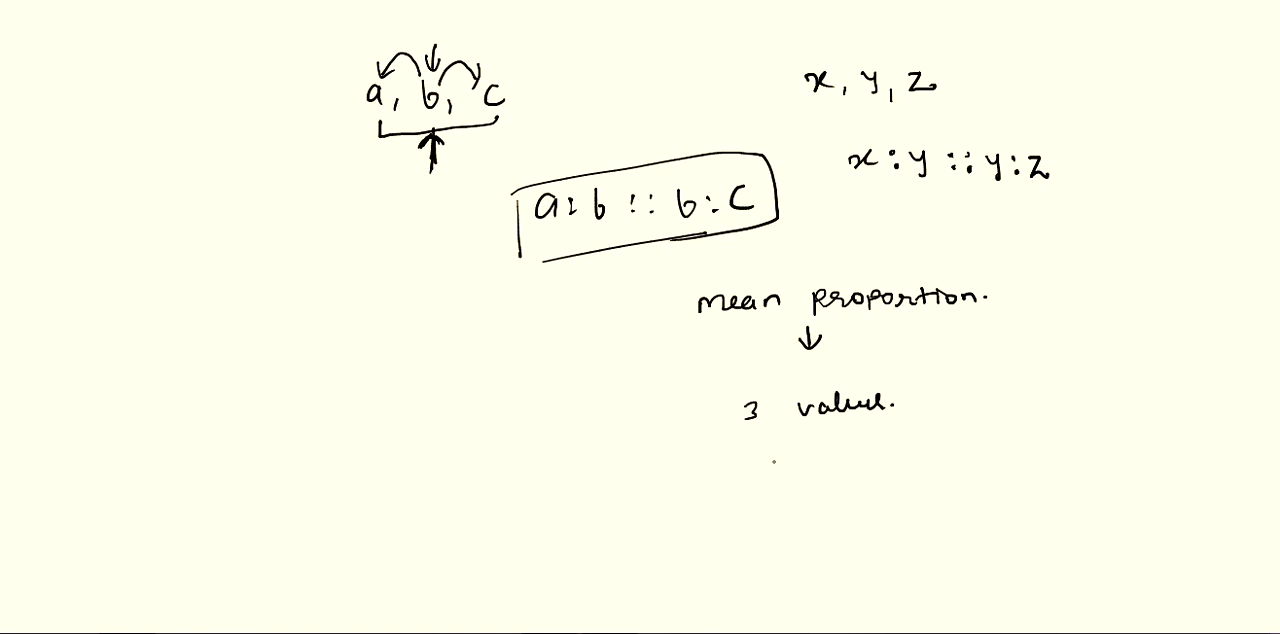 a, b, c
x, y, z
x : y :: y : z
a : b :: b : c
mean proportion.
3 value.